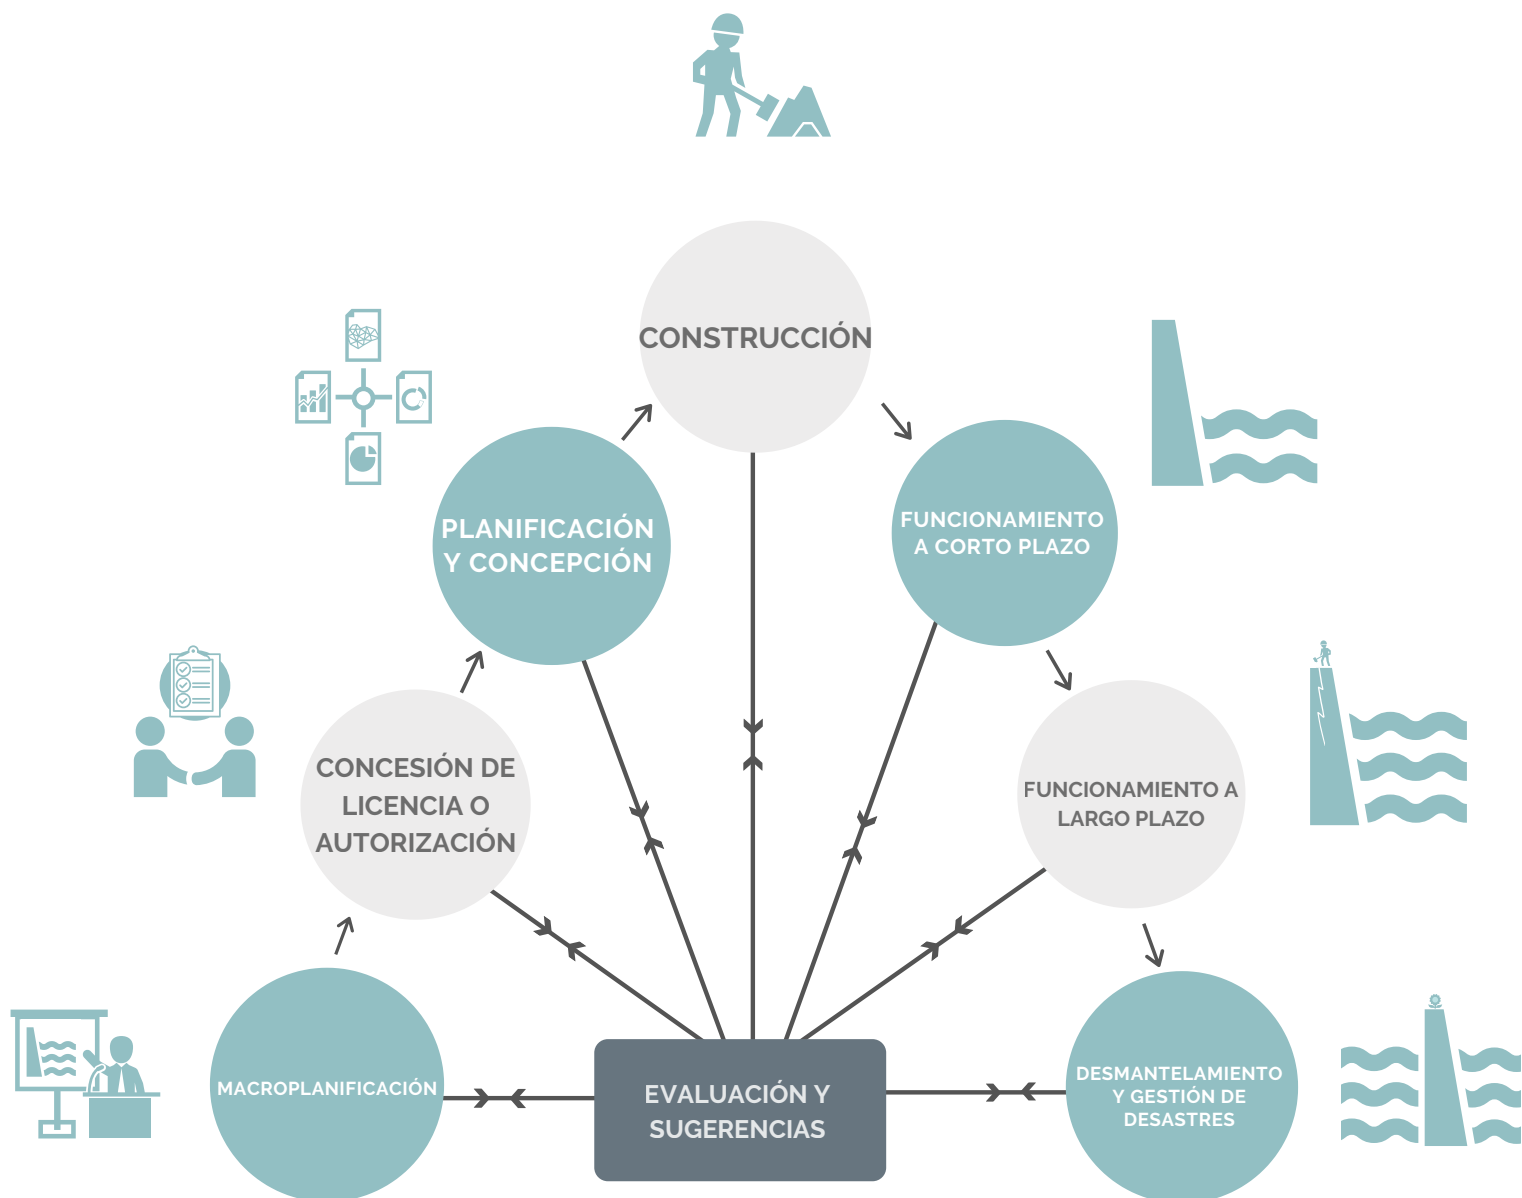 CONSTRUCCIÓN
PLANIFICACIÓN
Y CONCEPCIÓN
FUNCIONAMIENTO
A CORTO PLAZO
CONCESIÓN DE
LICENCIA O
AUTORIZACIÓN
FUNCIONAMIENTO A
LARGO PLAZO
MACROPLANIFICACIÓN
EVALUACIÓN Y
SUGERENCIAS
DESMANTELAMIENTO
Y GESTIÓN DE
DESASTRES